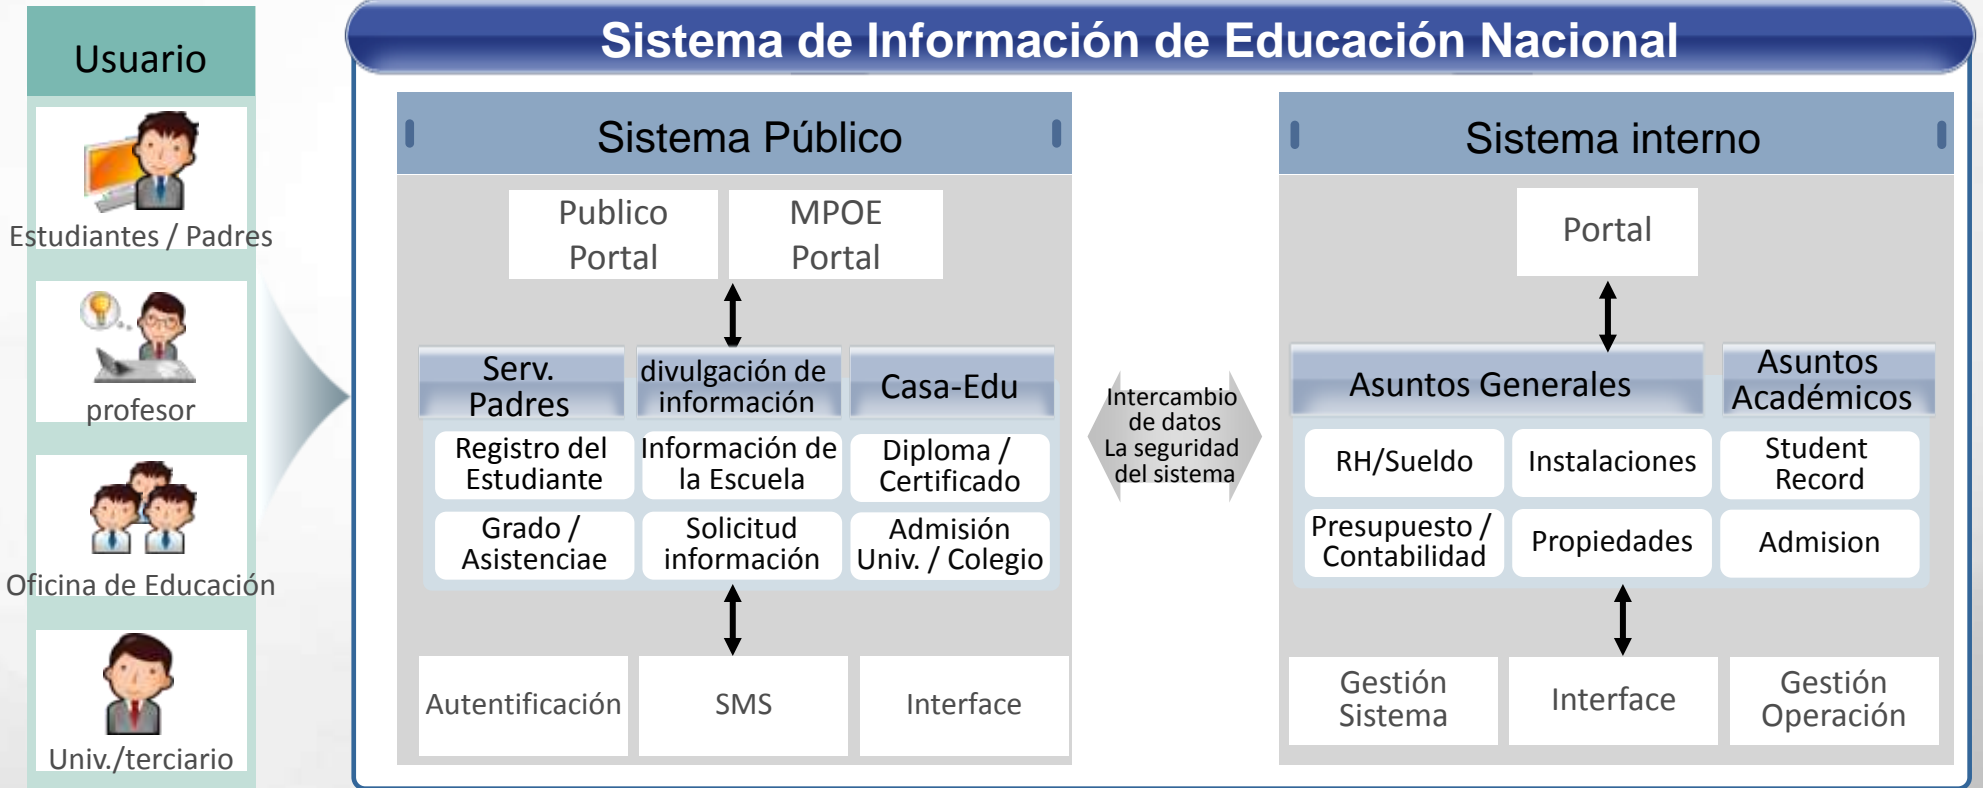 Usuario
Estudiantes / Padres
profesor
Oficina de Educación
Univ./terciario
Sistema de Información de Educación Nacional
Sistema Público
Publico
Portal
MPOE
Portal
Serv.
Padres
divulgación de
información
Casa-Edu
Registro del
Estudiante
Información de
la Escuela
Diploma /
Certificado
Grado /
Asistenciae
Solicitud
información
Admisión
Univ. / Colegio
Autentificación
SMS
Interface
Intercambio
de datos
La seguridad
del sistema
Sistema interno
Portal
Asuntos Generales
Asuntos
Académicos
RH/Sueldo
Instalaciones
Student
Record
Presupuesto /
Contabilidad
Propiedades
Admision
Gestión
Sistema
Interface
Gestión
Operación